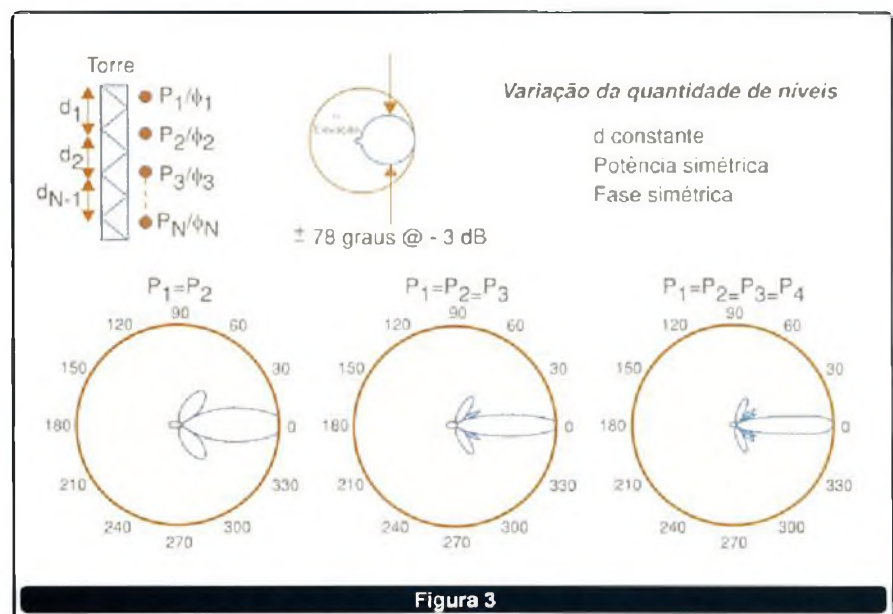 Torre
d1
d2
dN-1
P1/ϕ1
P2/ϕ2
P3/ϕ3
PN/ϕN
Elevação
± 78 graus @ - 3 dB
Variação da quantidade de níveis
d constante
Potência simétrica
Fase simétrica
P1=P2
90
120 60
150 30
180 0
210 330
240 300
270
P1=P2=P3
90
120 60
150 30
180 0
210 330
240 300
270
P1=P2=P3=P4
90
120 60
150 30
180 0
210 330
240 300
270
Figura 3